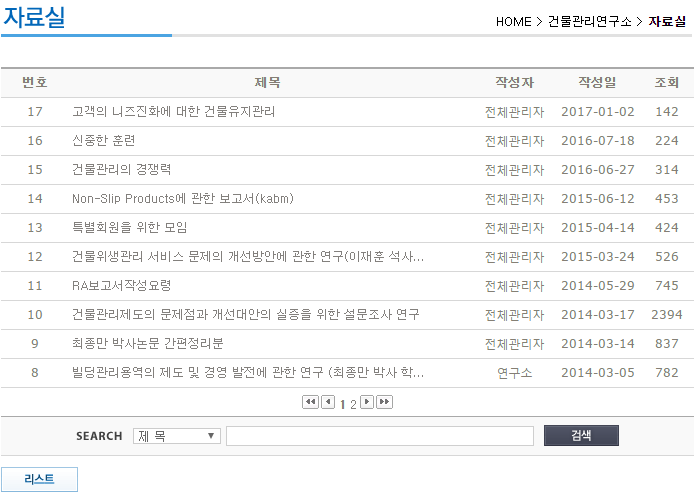 자료실
HOME > 건물관리연구소 > 자료실
번호 제목 작성자 작성일 조회
17 고객의 니즈진화에 대한 건물유지관리 전체관리자 2017-01-02 142
16 신중한 훈련 전체관리자 2016-07-18 224
15 건물관리의 경쟁력 전체관리자 2016-06-27 314
14 Non-Slip Products에 관한 보고서(kabm) 전체관리자 2015-06-12 453
13 특별회원을 위한 모임 전체관리자 2015-04-14 424
12 건물위생관리 서비스 문제의 개선방안에 관한 연구(이재훈 석사... 전체관리자 2015-03-24 526
11 RA보고서작성요령 전체관리자 2014-05-29 745
10 건물관리제도의 문제점과 개선대안의 실증을 위한 설문조사 연구 전체관리자 2014-03-17 2394
9 최종만 박사논문 간편정리분 전체관리자 2014-03-14 837
8 빌딩관리용역의 제도 및 경영 발전에 관한 연구 (최종만 박사 학... 연구소 2014-03-05 782
1 2
SEARCH 제 목 검색
리스트